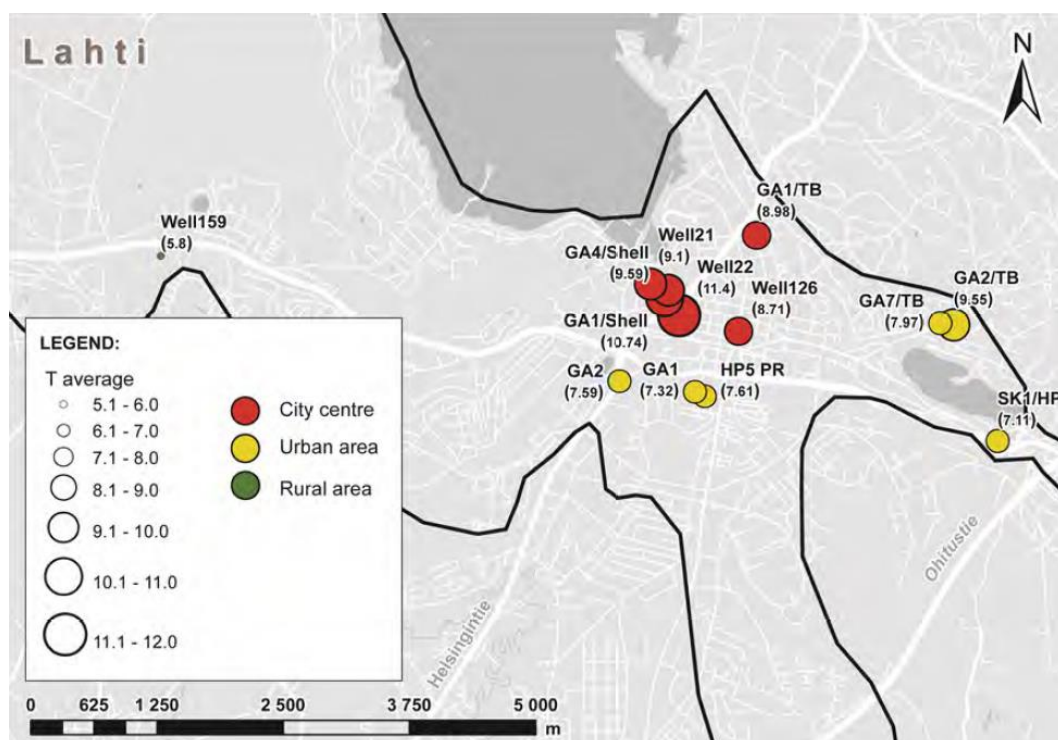 Lahti
N
GA1/TB
(8.98)
Well159
(5.8)
Well21
(9.1)
GA4/Shell
(9.59)
Well22
(11.4)
Well126
(8.71)
GA2/TB
(9.55)
GA7/TB
(7.97)
GA1/Shell
(10.74)
GA2
(7.59)
GA1
(7.32)
HP5 PR
(7.61)
SK1/HP
(7.11)
LEGEND:
T average
5.1 - 6.0
6.1 - 7.0
7.1 - 8.0
8.1 - 9.0
9.1 - 10.0
10.1 - 11.0
11.1 - 12.0
City centre
Urban area
Rural area
Helsingintie
Ohitustie
0 625 1 250 2 500 3 750 5 000
m